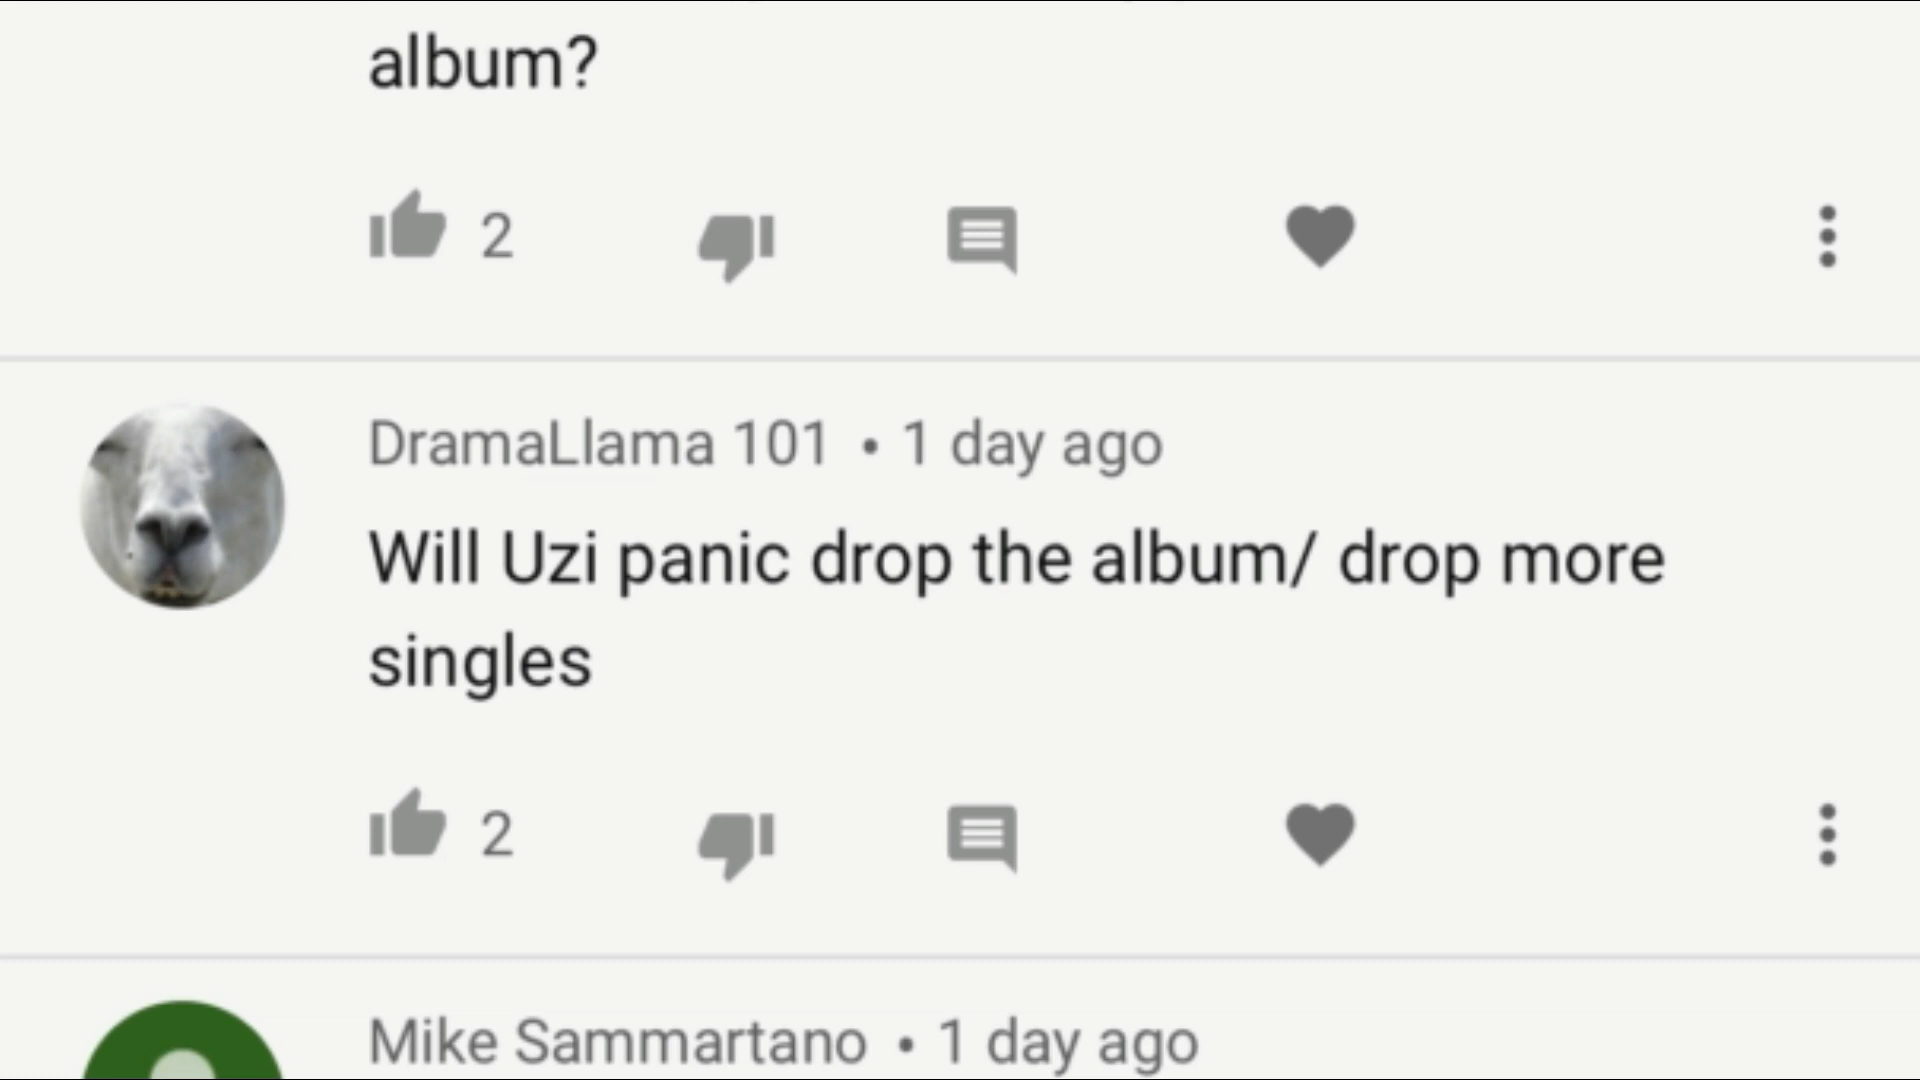 album?
2
DramaLlama 101 • 1 day ago
Will Uzi panic drop the album/ drop more
singles
2
Mike Sammartano • 1 day ago